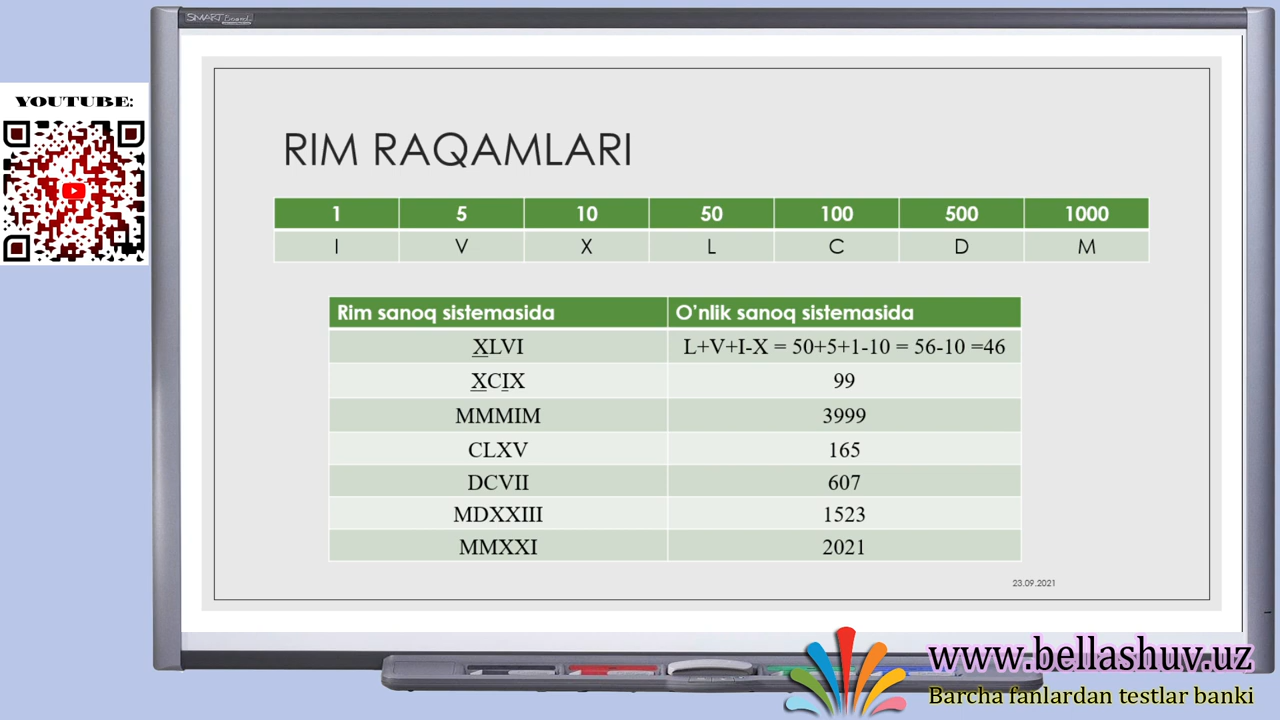 SMART Board
YOUTUBE:
RIM RAQAMLARI
1 5 10 50 100 500 1000
I V X L C D M
Rim sanoq sistemasida O’nlik sanoq sistemasida
XLVI L+V+I-X = 50+5+1-10 = 56-10 =46
XCIX 99
MMMIM 3999
CLXV 165
DCVII 607
MDXXIII 1523
MMXXI 2021
23.09.2021
www.bellashuv.uz
Barcha fanlardan testlar banki